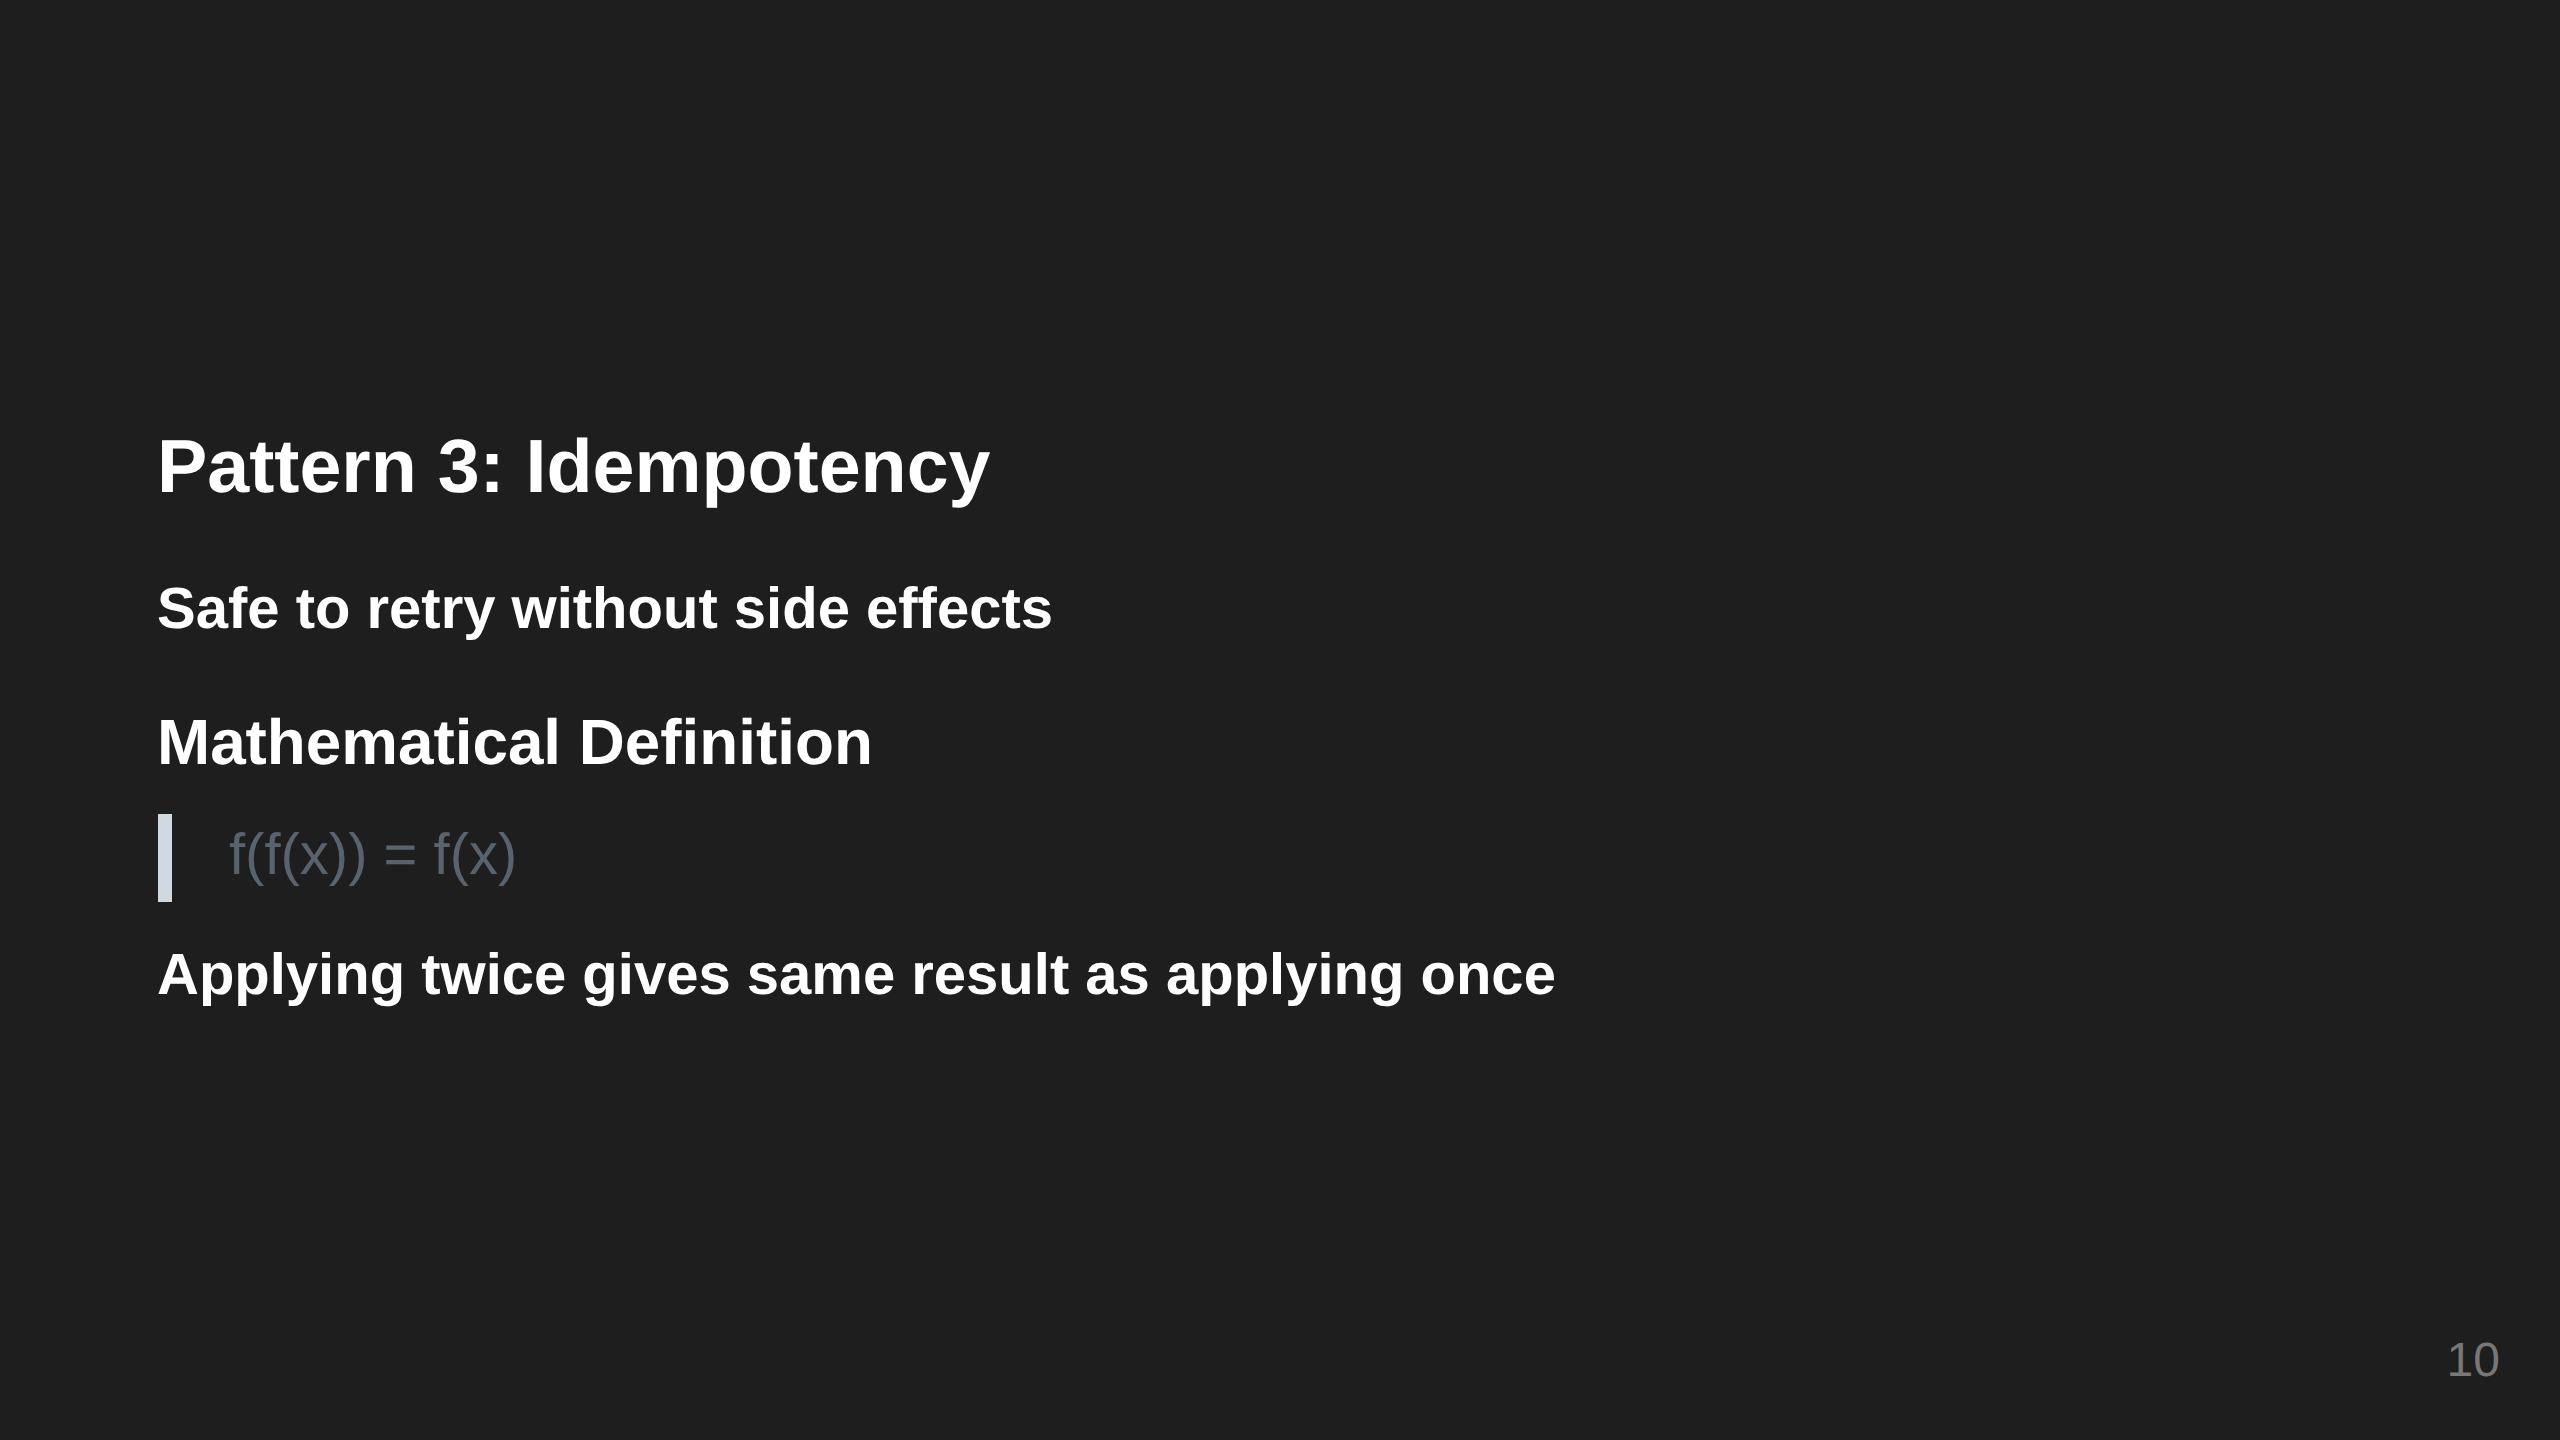 Pattern 3: Idempotency
Safe to retry without side effects
Mathematical Definition
f(f(x)) = f(x)
Applying twice gives same result as applying once
10